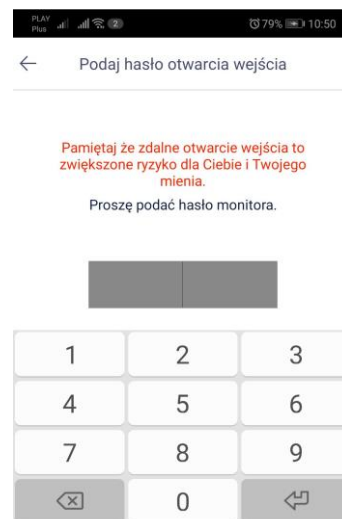 PLAY
Plus 2 79% 10:50
Podaj hasło otwarcia wejścia
Pamiętaj że zdalne otwarcie wejścia to
zwiększone ryzyko dla Ciebie i Twojego
mienia.
Proszę podać hasło monitora.
1 2 3
4 5 6
7 8 9
0